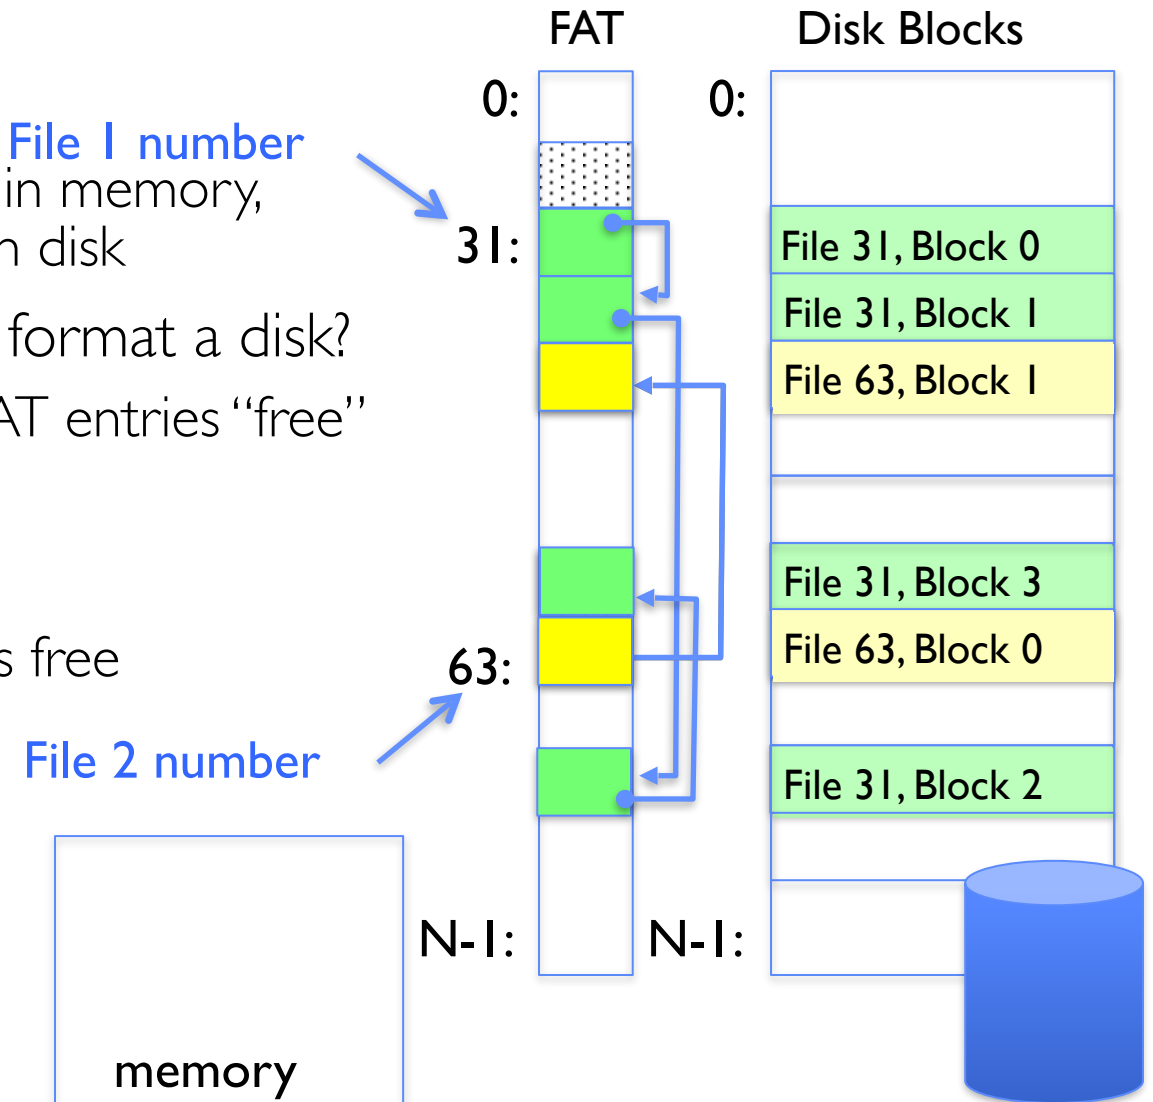 FAT
Disk Blocks
0:
0:
File 1 number
in memory,
disk
31:
File 31, Block 0
File 31, Block 1
format a disk?
File 63, Block 1
entries “free”
File 31, Block 3
free
63:
File 63, Block 0
File 2 number
File 31, Block 2
N-1:
N-1:
memory